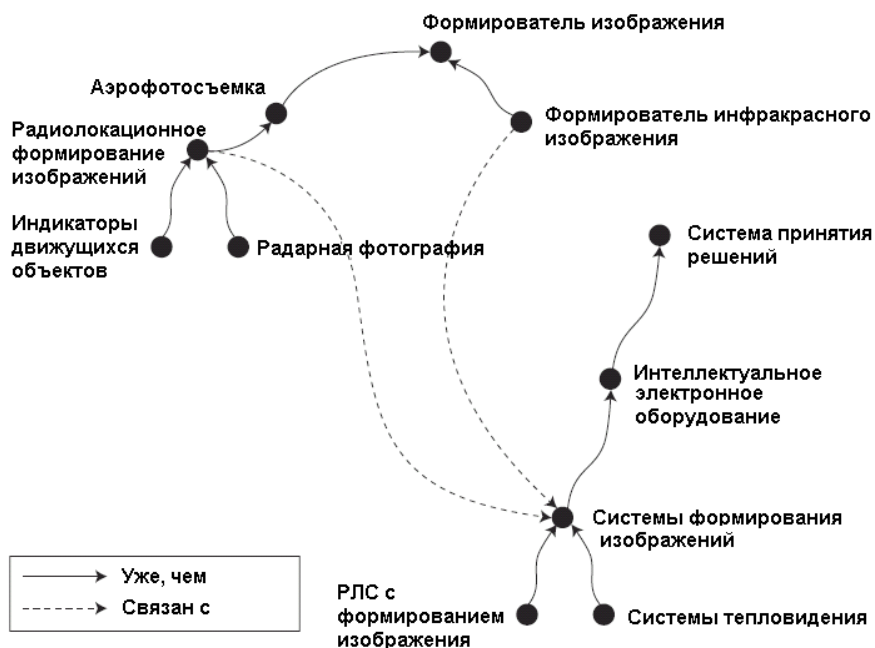 Формирователь изображения
Аэрофотосъемка
Формирователь инфракрасного
изображения
Радиолокационное
формирование
изображений
Индикаторы
движущихся
объектов
Радарная фотография
Система принятия
решений
Интеллектуальное
электронное
оборудование
Системы формирования
изображений
Уже, чем
Связан с
РЛС с
формированием
изображения
Системы тепловидения